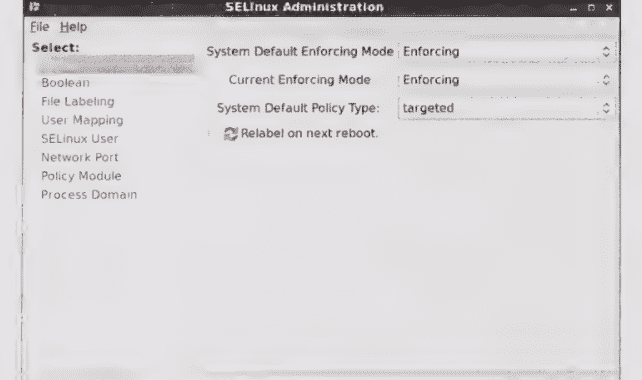 SELinux Administration
File Help
Select:
Boolean
File Labeling
User Mapping
SELinux User
Network Port
Policy Module
Process Domain
System Default Enforcing Mode Enforcing
Current Enforcing Mode Enforcing
System Default Policy Type: targeted
Relabel on next reboot.